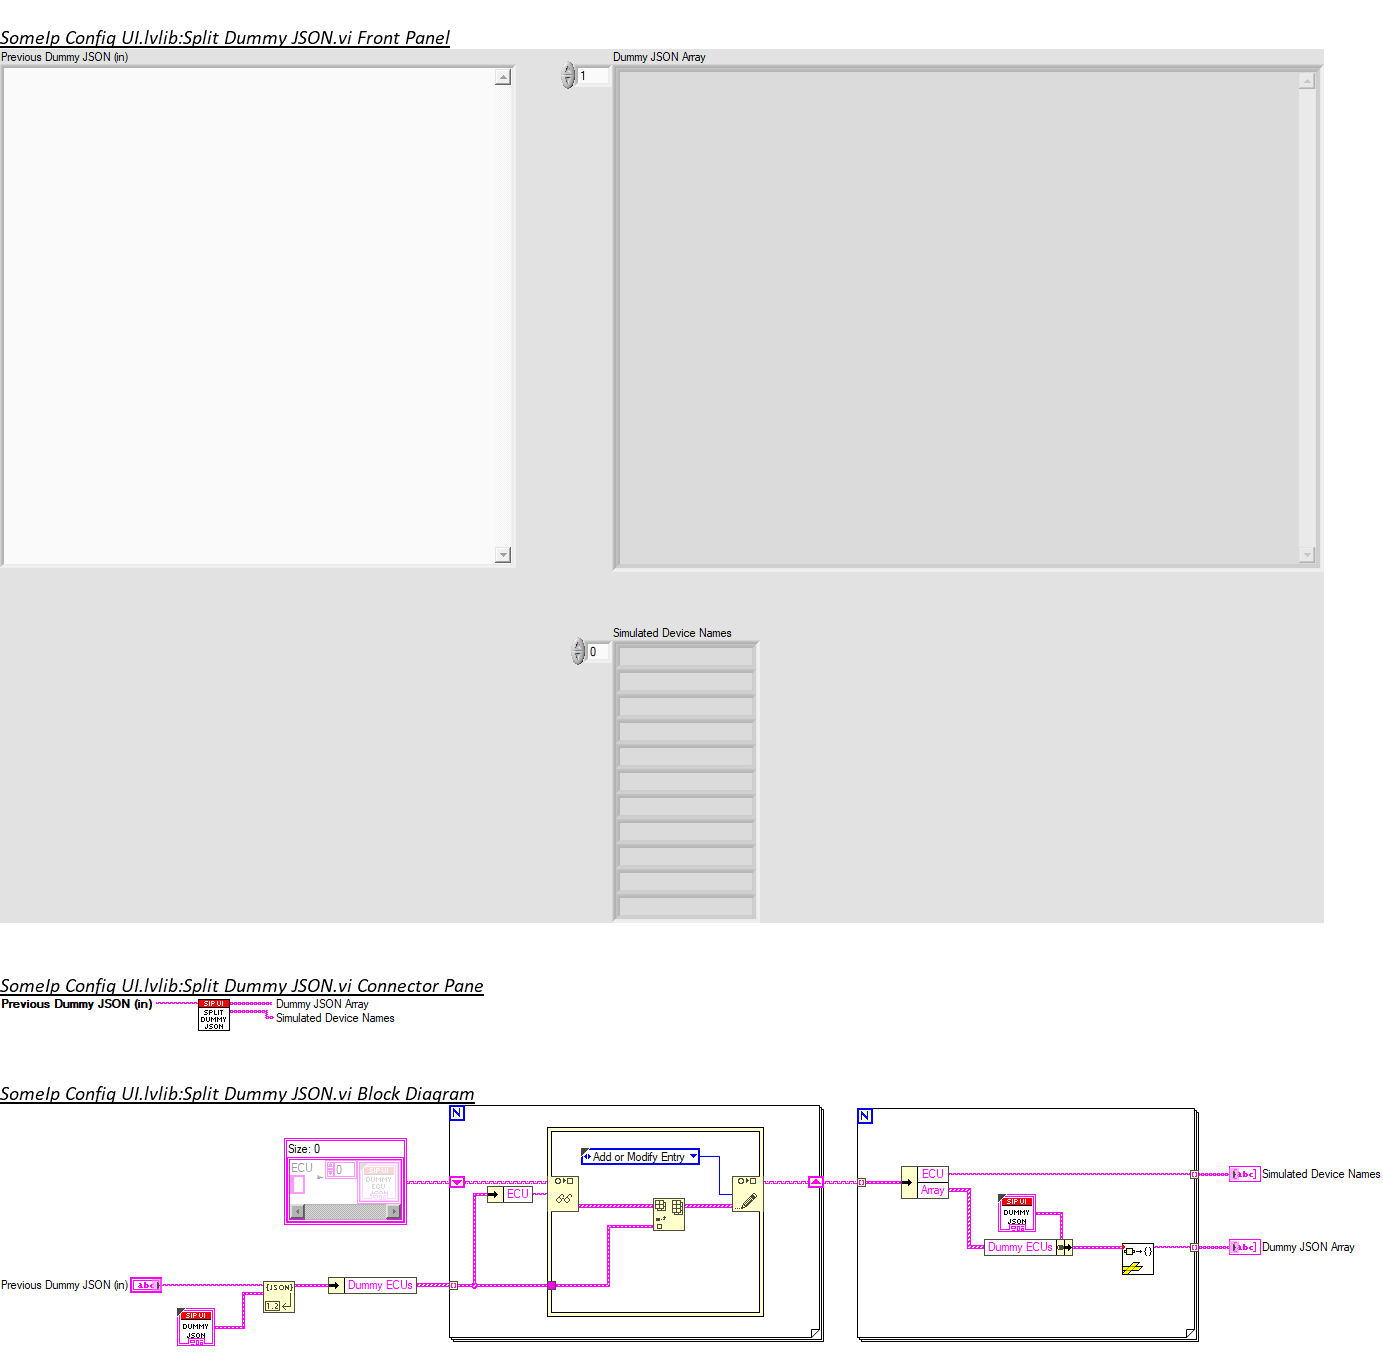 SomeIp Config UI.lvlib:Split Dummy JSON.vi Front Panel
Previous Dummy JSON (in)
Dummy JSON Array
1
Simulated Device Names
0
SomeIp Config UI.lvlib:Split Dummy JSON.vi Connector Pane
Previous Dummy JSON (in)
SIP UI
SPLIT
DUMMY
JSON
Dummy JSON Array
Simulated Device Names
SomeIp Config UI.lvlib:Split Dummy JSON.vi Block Diagram
N
N
Size: 0
ECU
0
SIP UI
DUMMY
ECU
JSON
Add or Modify Entry
ECU
ECU
Array
abc
Simulated Device Names
SIP UI
DUMMY
JSON
Dummy ECUs
abc
Dummy JSON Array
Previous Dummy JSON (in)
abc
{JSON}
1.2
Dummy ECUs
SIP UI
DUMMY
JSON